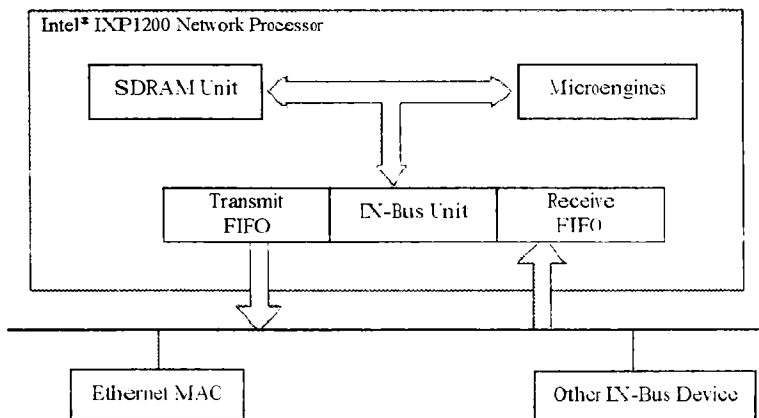 Intel® IXP1200 Network Processor
SDRAM Unit
Microengines
Transmit
FIFO
IX-Bus Unit
Receive
FIFO
Ethernet MAC
Other IX-Bus Device